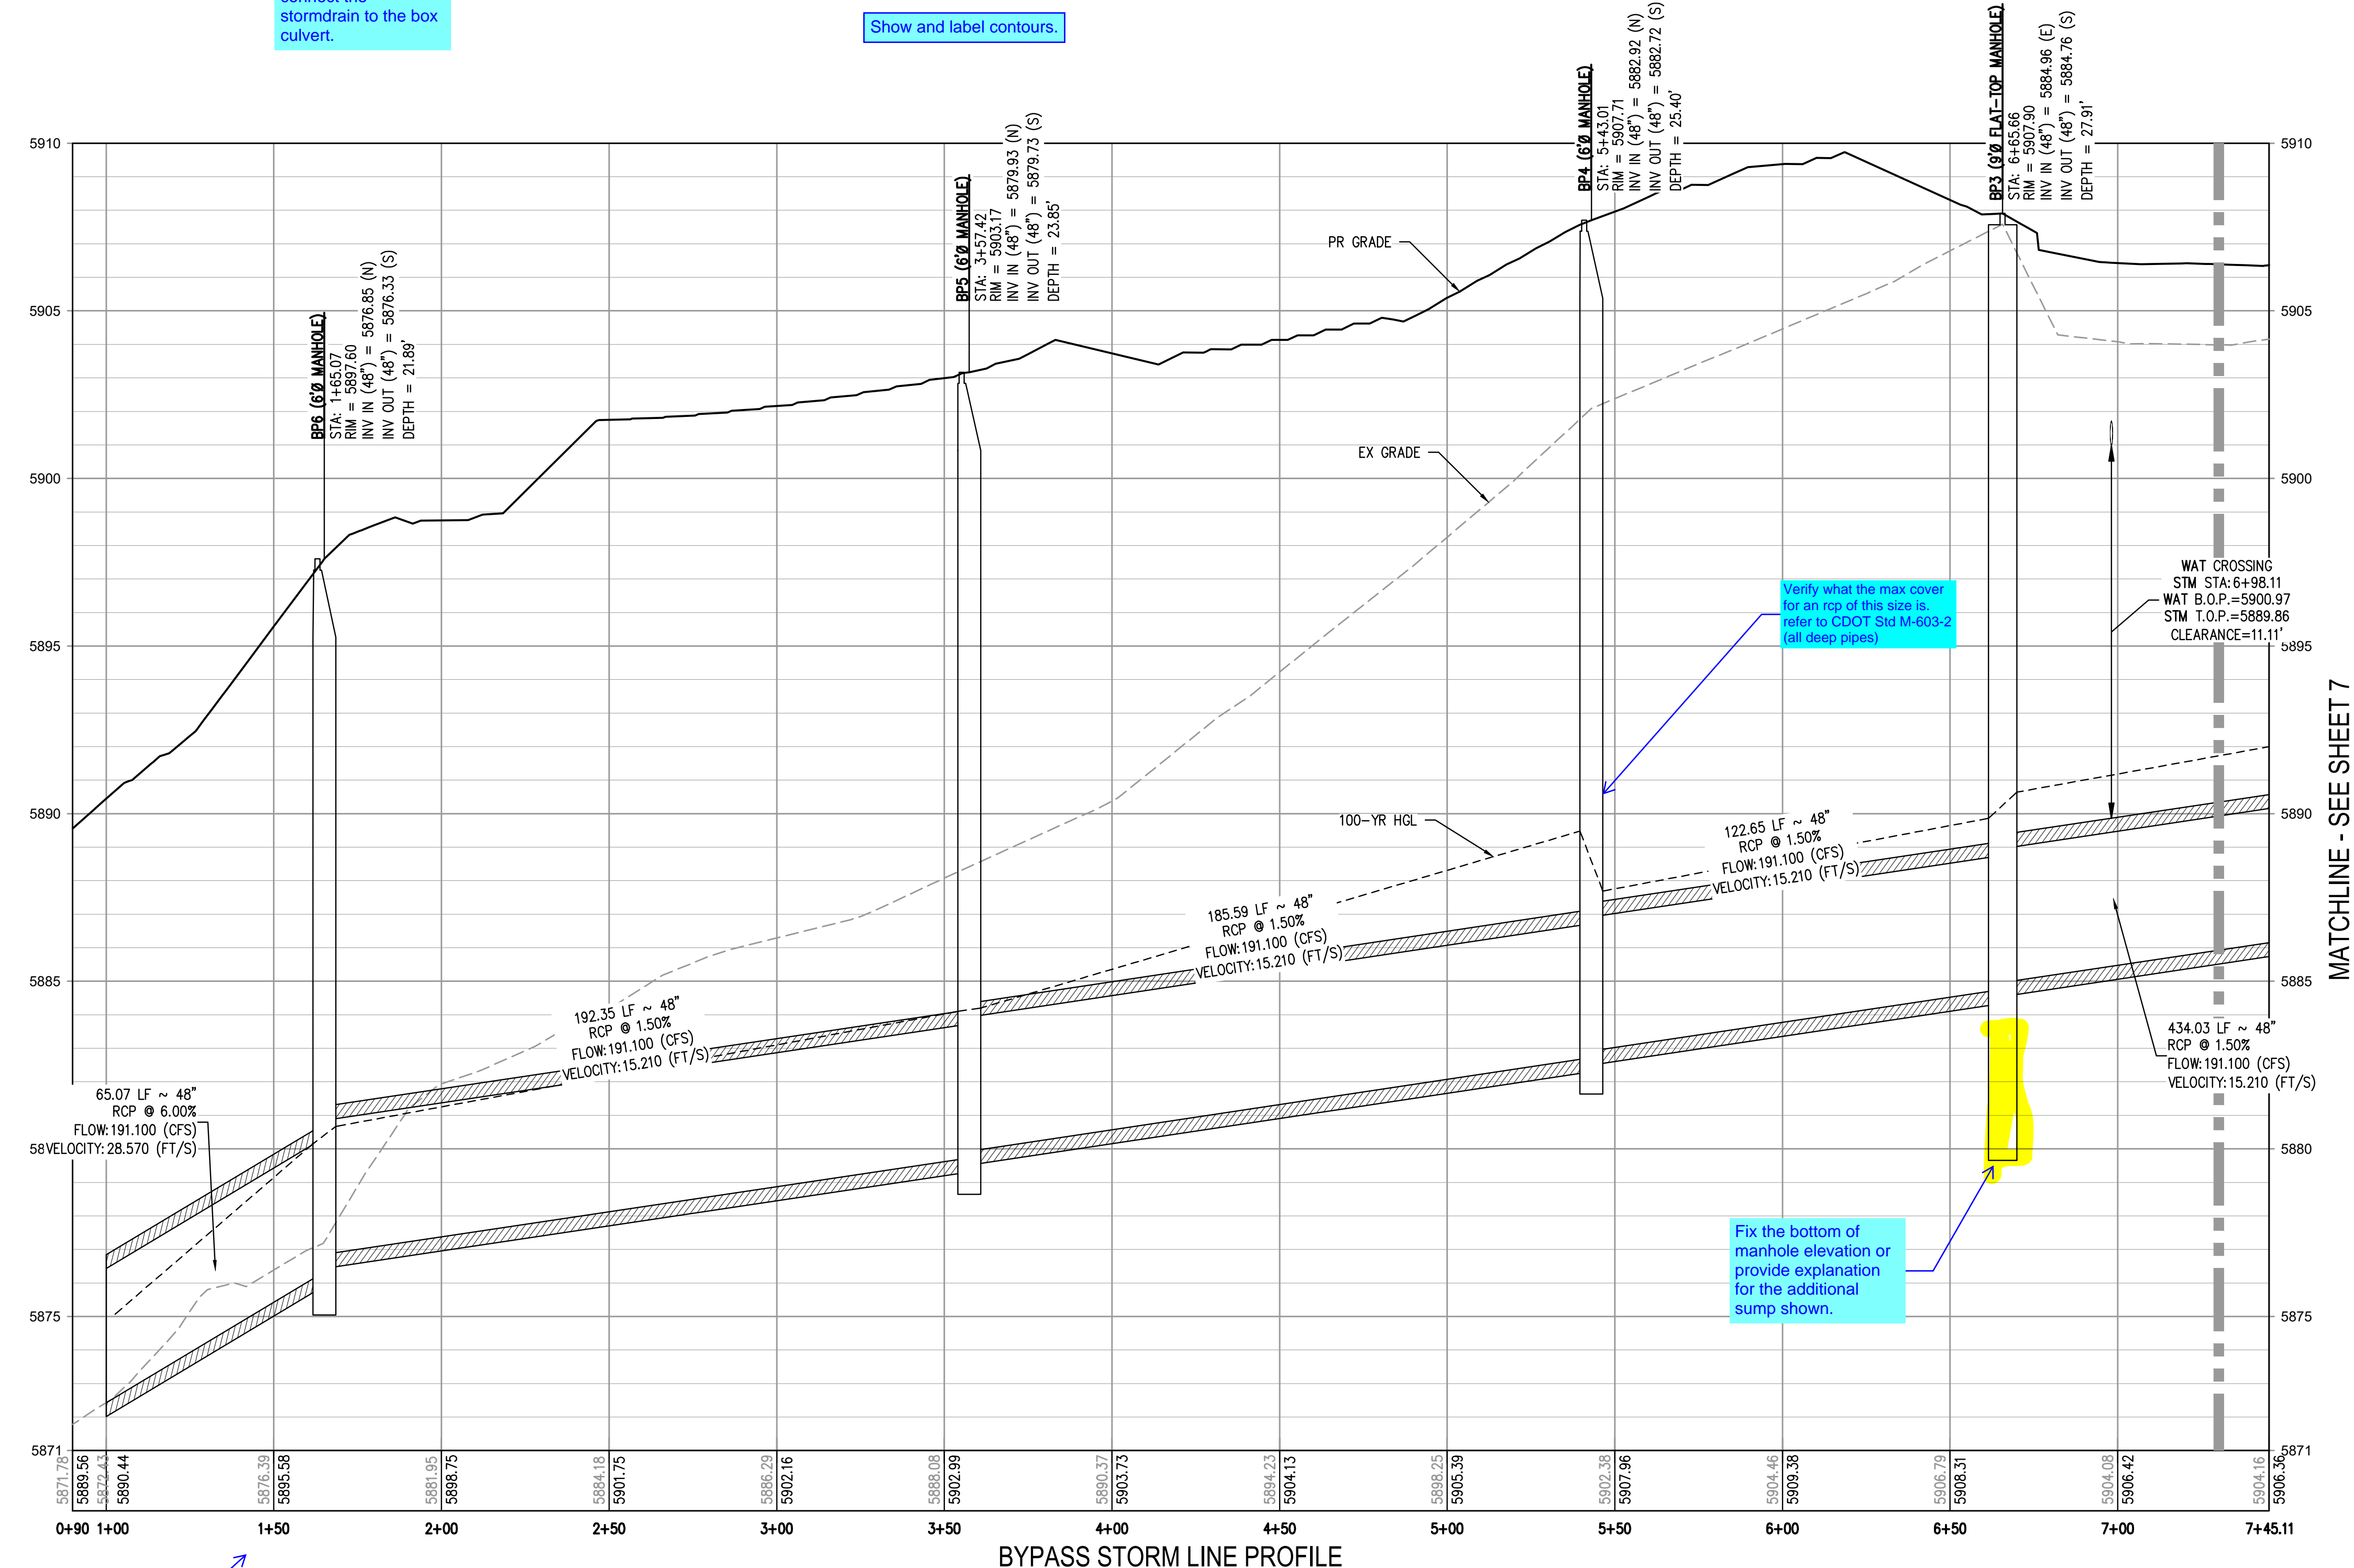 connect the
stormdrain to the box
culvert.
Show and label contours.
BP6 (6'Ø MANHOLE)
STA: 1+65.07
RIM = 5897.60
INV IN (48") = 5876.85 (N)
INV OUT (48") = 5876.33 (S)
DEPTH = 21.89'
BP5 (6'Ø MANHOLE)
STA: 3+57.42
RIM = 5903.17
INV IN (48") = 5879.93 (N)
INV OUT (48") = 5879.73 (S)
DEPTH = 23.85'
BP4 (6'Ø MANHOLE)
STA: 5+43.01
RIM = 5907.71
INV IN (48") = 5882.92 (N)
INV OUT (48") = 5882.72 (S)
DEPTH = 25.40'
BP3 (9'Ø FLAT-TOP MANHOLE)
STA: 6+65.66
RIM = 5907.90
INV IN (48") = 5884.96 (E)
INV OUT (48") = 5884.76 (S)
DEPTH = 27.91'
5910
5905
5900
5895
5890
5885
58
5875
5871
5910
5905
5900
5895
5890
5885
5880
5875
5871
PR GRADE
EX GRADE
100-YR HGL
Verify what the max cover
for an rcp of this size is.
refer to CDOT Std M-603-2
(all deep pipes)
WAT CROSSING
STM STA: 6+98.11
WAT B.O.P.=5900.97
STM T.O.P.=5889.86
CLEARANCE=11.11'
MATCHLINE - SEE SHEET 7
65.07 LF ~ 48"
RCP @ 6.00%
FLOW: 191.100 (CFS)
VELOCITY: 28.570 (FT/S)
192.35 LF ~ 48"
RCP @ 1.50%
FLOW: 191.100 (CFS)
VELOCITY: 15.210 (FT/S)
185.59 LF ~ 48"
RCP @ 1.50%
FLOW: 191.100 (CFS)
VELOCITY: 15.210 (FT/S)
122.65 LF ~ 48"
RCP @ 1.50%
FLOW: 191.100 (CFS)
VELOCITY: 15.210 (FT/S)
434.03 LF ~ 48"
RCP @ 1.50%
FLOW: 191.100 (CFS)
VELOCITY: 15.210 (FT/S)
Fix the bottom of
manhole elevation or
provide explanation
for the additional
sump shown.
5871.78
5889.56
5872.43
5890.44
5876.39
5895.58
5881.95
5898.75
5884.18
5901.75
5886.29
5902.16
5888.08
5902.99
5890.37
5903.73
5894.23
5904.13
5898.25
5905.39
5902.38
5907.96
5904.46
5909.38
5906.79
5908.31
5904.08
5906.42
5904.16
5906.36
0+90 1+00 1+50 2+00 2+50 3+00 3+50 4+00 4+50 5+00 5+50 6+00 6+50 7+00 7+45.11
BYPASS STORM LINE PROFILE